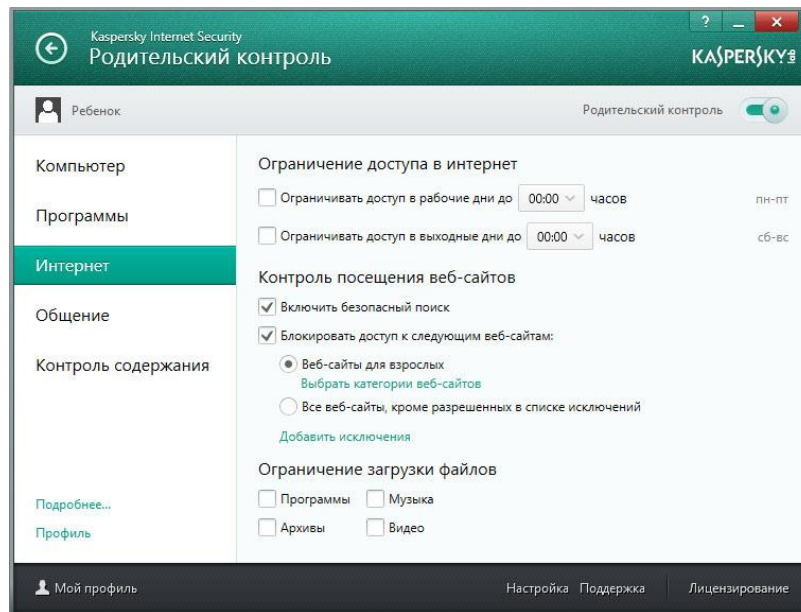 Kaspersky Internet Security
Родительский контроль
? _ ×
KASPERSKY lab
Ребенок
Родительский контроль
Компьютер
Программы
Интернет
Общение
Контроль содержания
Подробнее...
Профиль
Ограничение доступа в интернет
Ограничивать доступ в рабочие дни до 00:00 часов пн-пт
Ограничивать доступ в выходные дни до 00:00 часов сб-вс
Контроль посещения веб-сайтов
Включить безопасный поиск
Блокировать доступ к следующим веб-сайтам:
Веб-сайты для взрослых
Выбрать категории веб-сайтов
Все веб-сайты, кроме разрешенных в списке исключений
Добавить исключения
Ограничение загрузки файлов
Программы Музыка
Архивы Видео
Мой профиль Настройка Поддержка Лицензирование